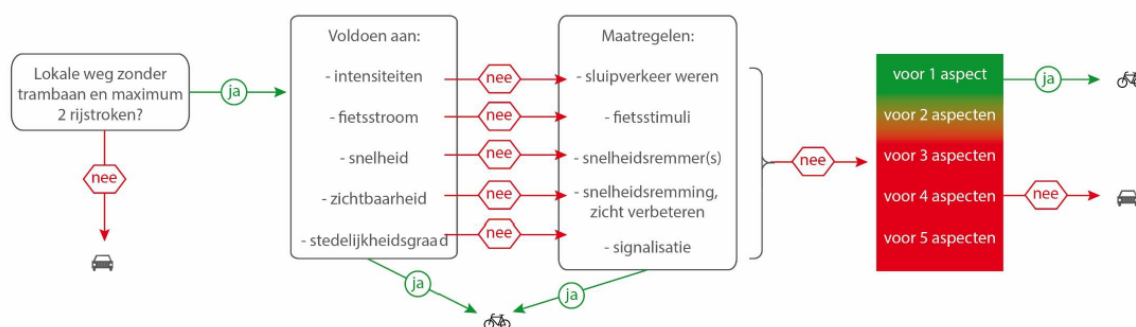 Lokale weg zonder
trambaan en maximum
2 rijstroken?
ja
nee
Voldoen aan:
- intensiteiten
- fietsstroom
- snelheid
- zichtbaarheid
- stedelijkheidsgraad
nee
nee
nee
nee
nee
Maatregelen:
- sluipverkeer weren
- fietsstimuli
- snelheidsremmer(s)
- snelheidsremming,
zicht verbeteren
- signalisatie
ja
ja
nee
voor 1 aspect
voor 2 aspecten
voor 3 aspecten
voor 4 aspecten
voor 5 aspecten
ja
nee